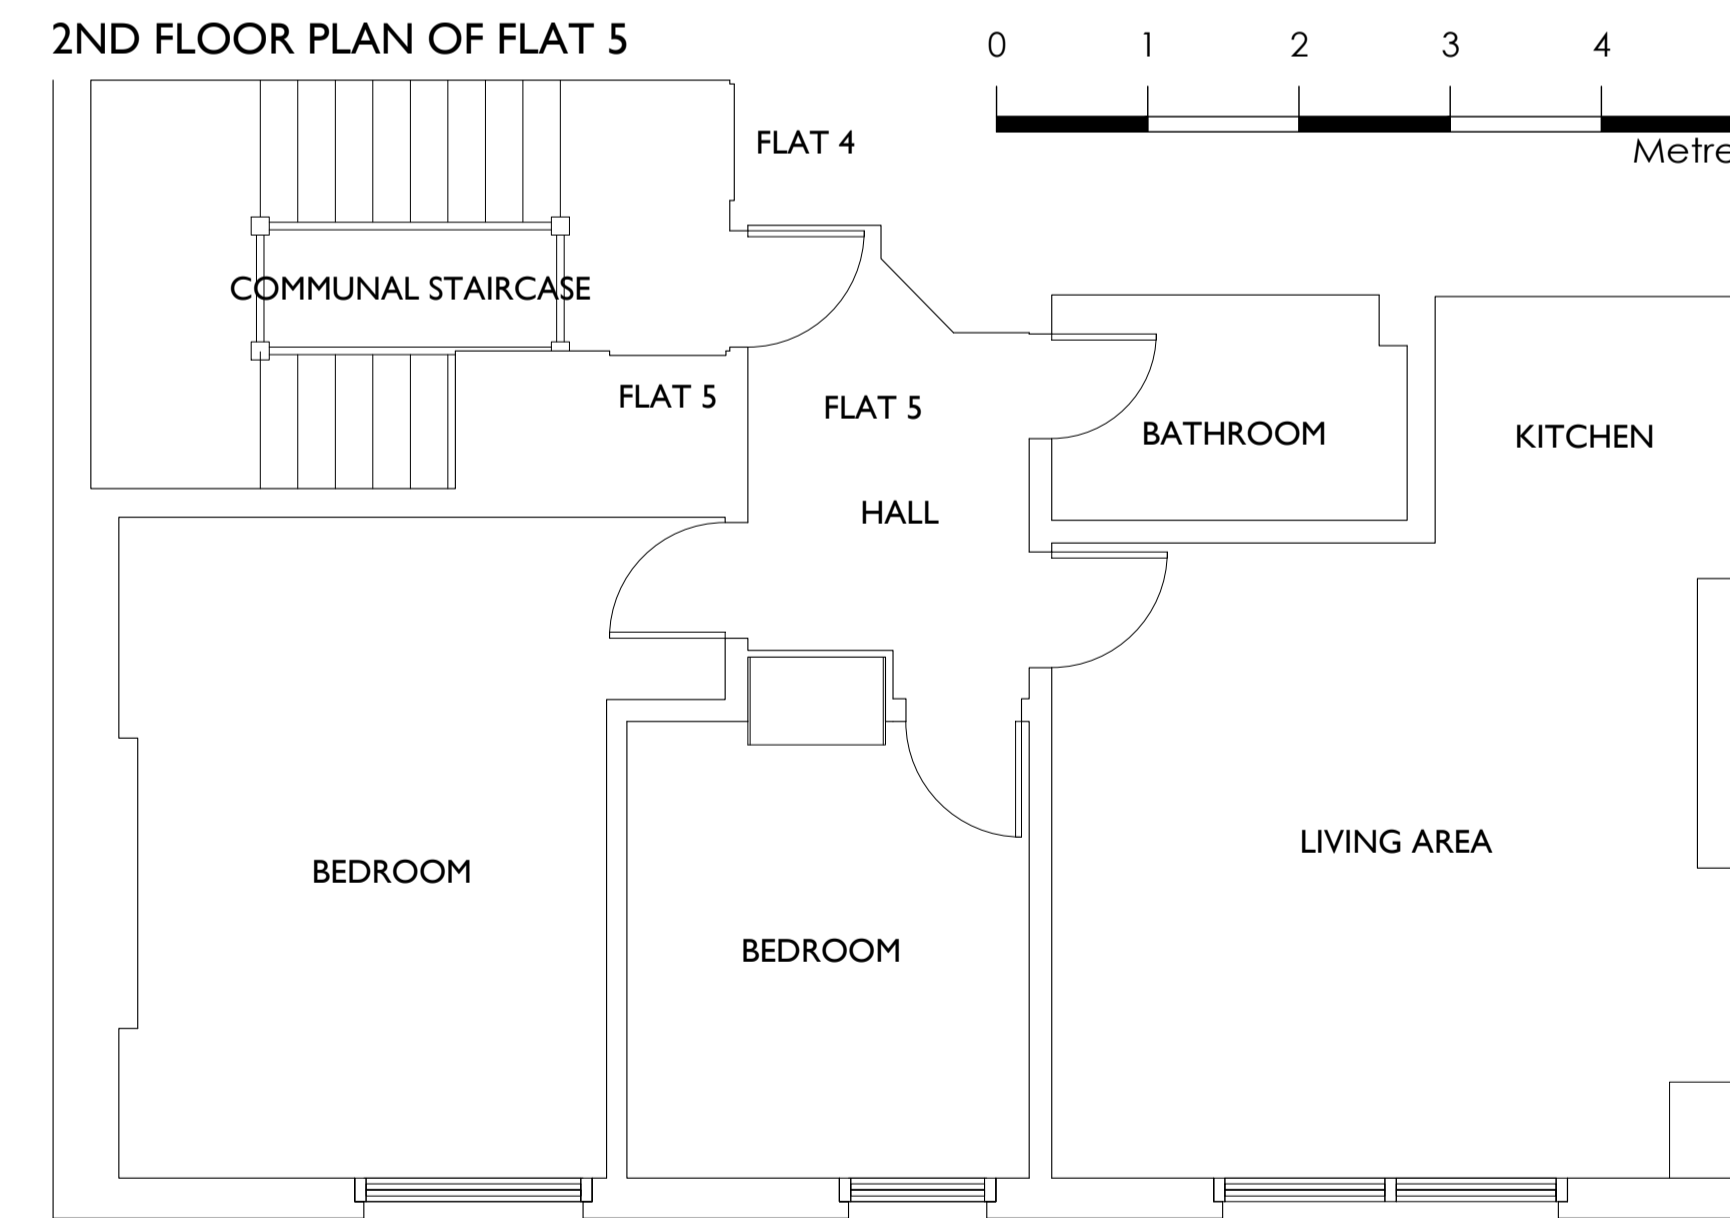 2ND FLOOR PLAN OF FLAT 5
0 1 2 3 4
Metre
FLAT 4
COMMUNAL STAIRCASE
FLAT 5
FLAT 5
BATHROOM
KITCHEN
HALL
LIVING AREA
BEDROOM
BEDROOM